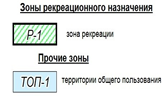 Зоны рекреационного назначения
Р-1 зона рекреации
Прочие зоны
ТОП-1 территории общего пользования